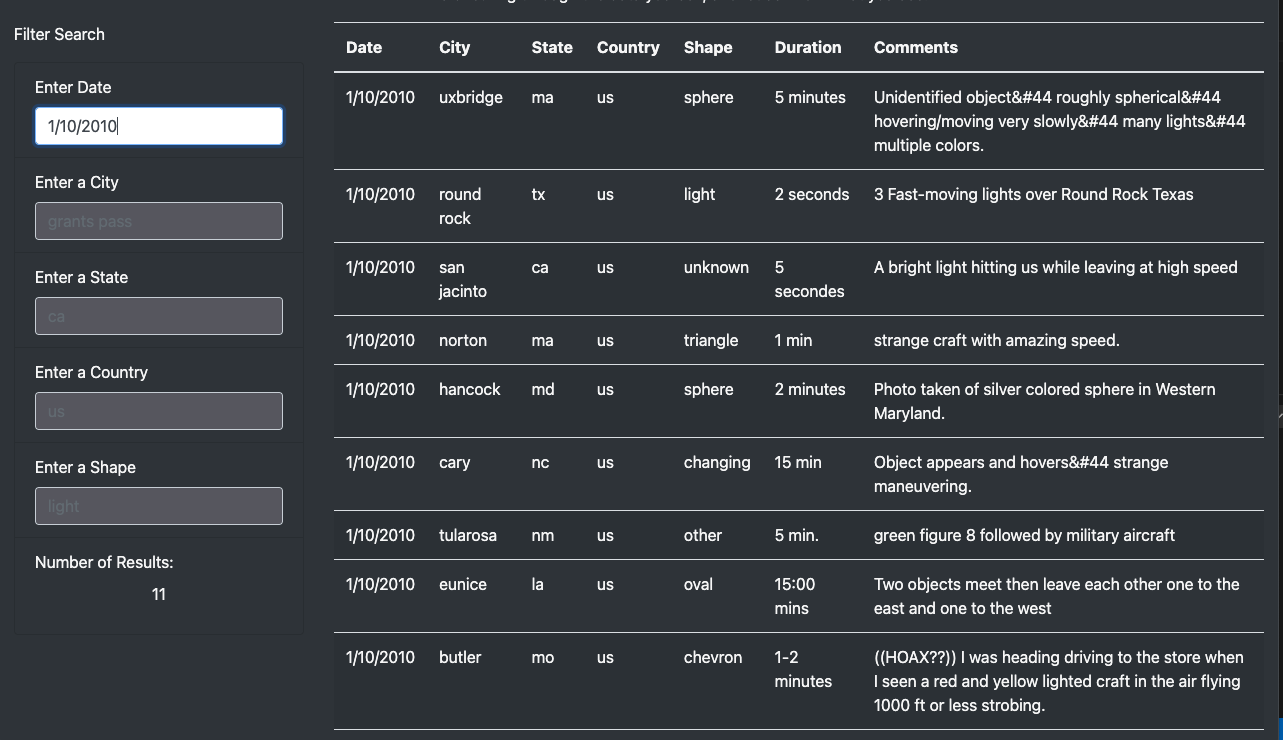 Filter Search
Enter Date
1/10/2010
Enter a City
grants pass
Enter a State
ca
Enter a Country
us
Enter a Shape
light
Number of Results:
11
Date City State Country Shape Duration Comments
1/10/2010 uxbridge ma us sphere 5 minutes Unidentified object&#44 roughly spherical&#44
hovering/moving very slowly&#44 many lights&#44
multiple colors.
1/10/2010 round tx us light 2 seconds 3 Fast-moving lights over Round Rock Texas
rock
1/10/2010 san ca us unknown 5 A bright light hitting us while leaving at high speed
jacinto secondes
1/10/2010 norton ma us triangle 1 min strange craft with amazing speed.
1/10/2010 hancock md us sphere 2 minutes Photo taken of silver colored sphere in Western
Maryland.
1/10/2010 cary nc us changing 15 min Object appears and hovers&#44 strange
maneuvering.
1/10/2010 tularosa nm us other 5 min. green figure 8 followed by military aircraft
1/10/2010 eunice la us oval 15:00 Two objects meet then leave each other one to the
mins east and one to the west
1/10/2010 butler mo us chevron 1-2 ((HOAX??)) I was heading driving to the store when
minutes I seen a red and yellow lighted craft in the air flying
1000 ft or less strobing.